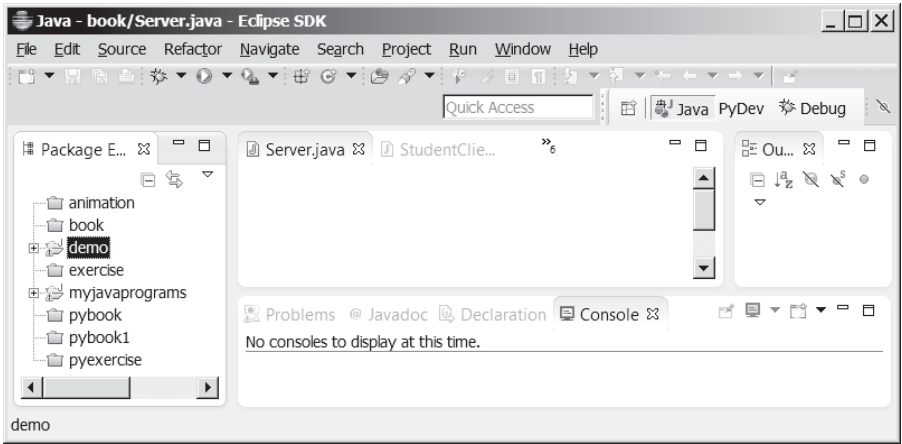 Java - book/Server.java - Eclipse SDK
File Edit Source Refactor Navigate Search Project Run Window Help
Quick Access
Java PyDev Debug
Package E...
animation
book
demo
exercise
myjavaprograms
pybook
pybook1
pyexercise
Server.java StudentClie... »6
Ou...
Problems @ Javadoc Declaration Console
No consoles to display at this time.
demo